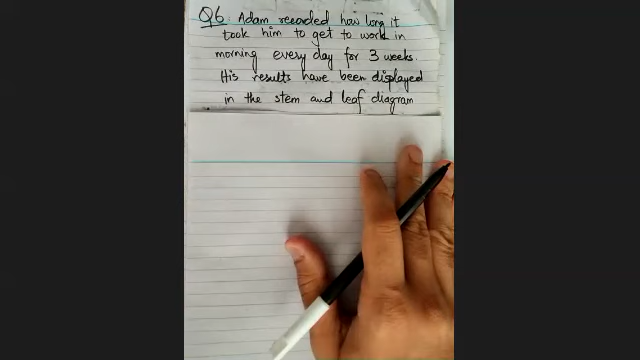 Q6: Adam recorded how long it
took him to get to work in
morning every day for 3 weeks.
His results have been displayed
in the stem and leaf diagram